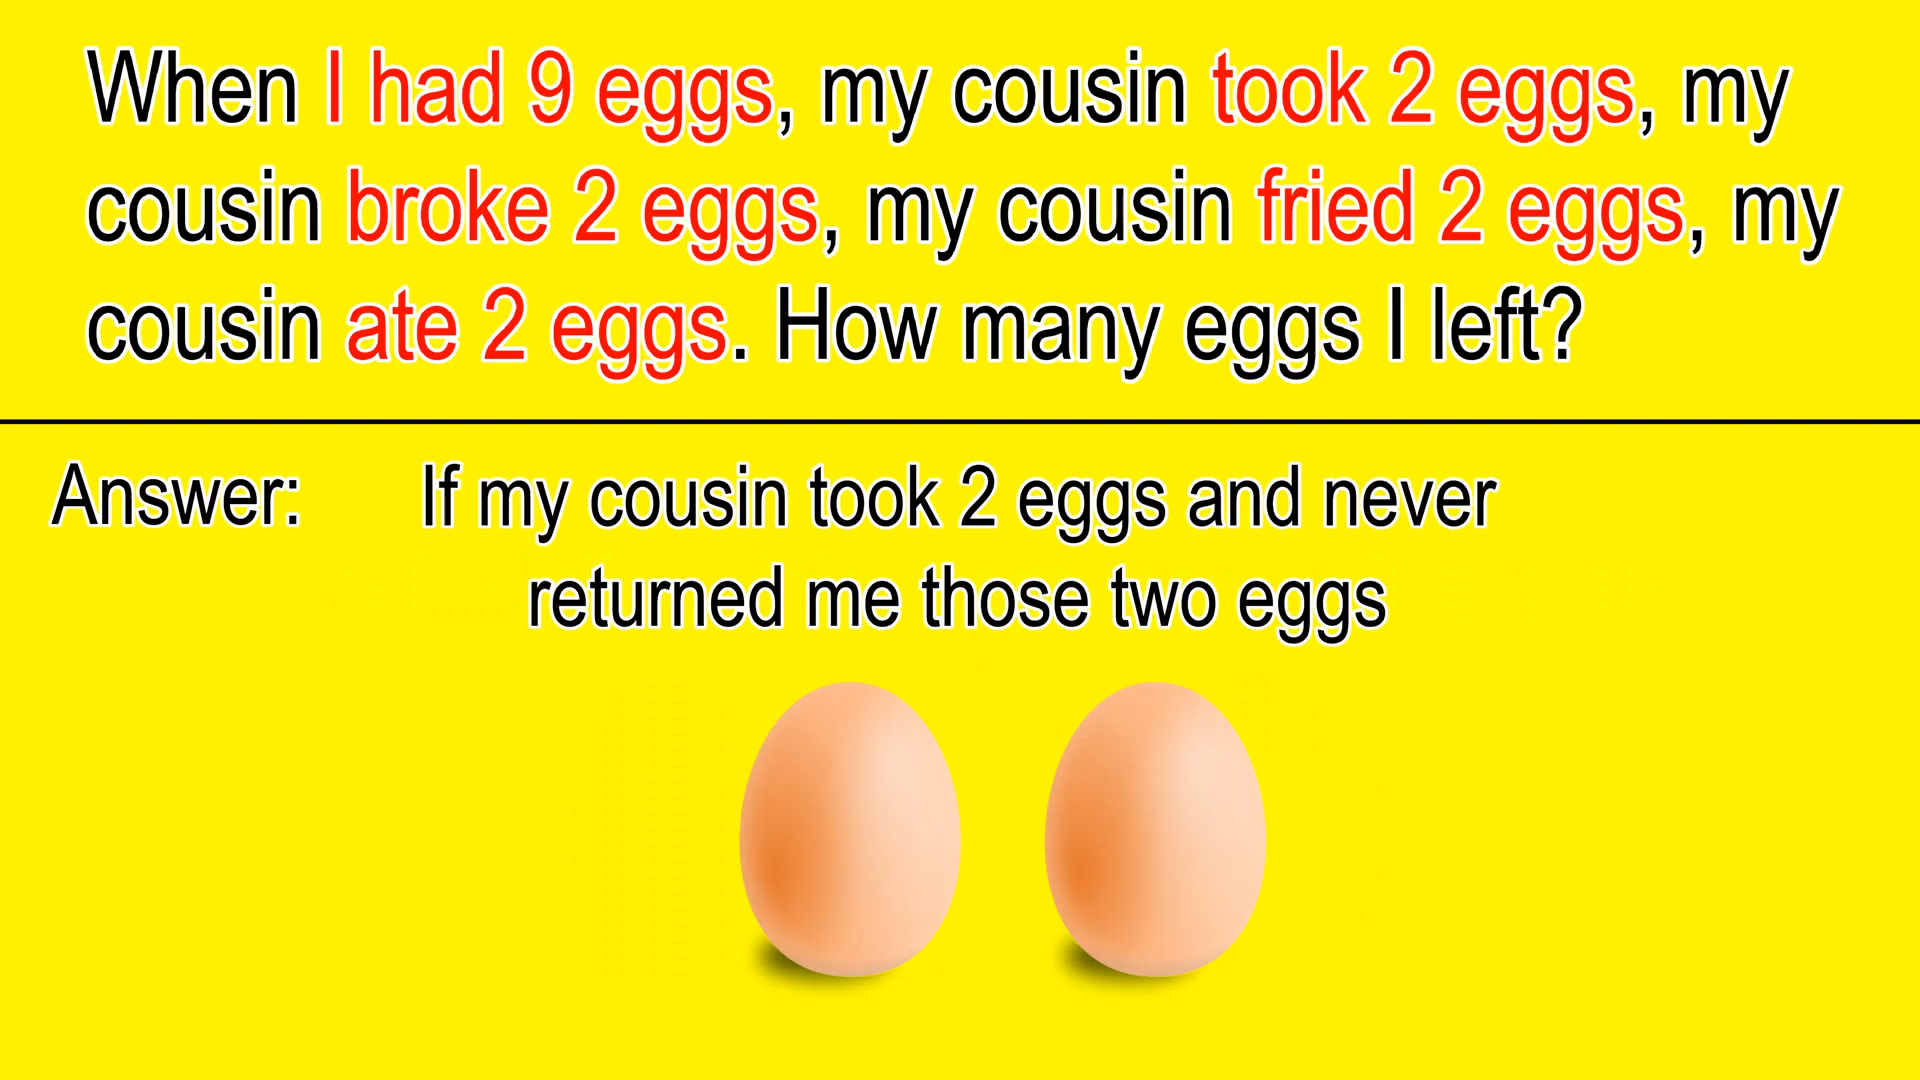 When I had 9 eggs, my cousin took 2 eggs, my
cousin broke 2 eggs, my cousin fried 2 eggs, my
cousin ate 2 eggs. How many eggs I left?
Answer:
If my cousin took 2 eggs and never
returned me those two eggs